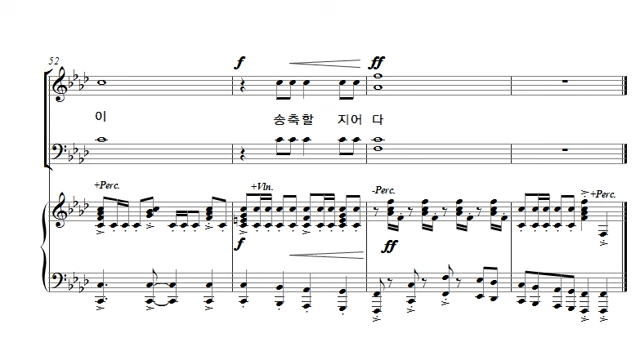 52
f ff
이 송축할 지어 다
+Perc. +Vln. -Perc. +Perc.
f ff